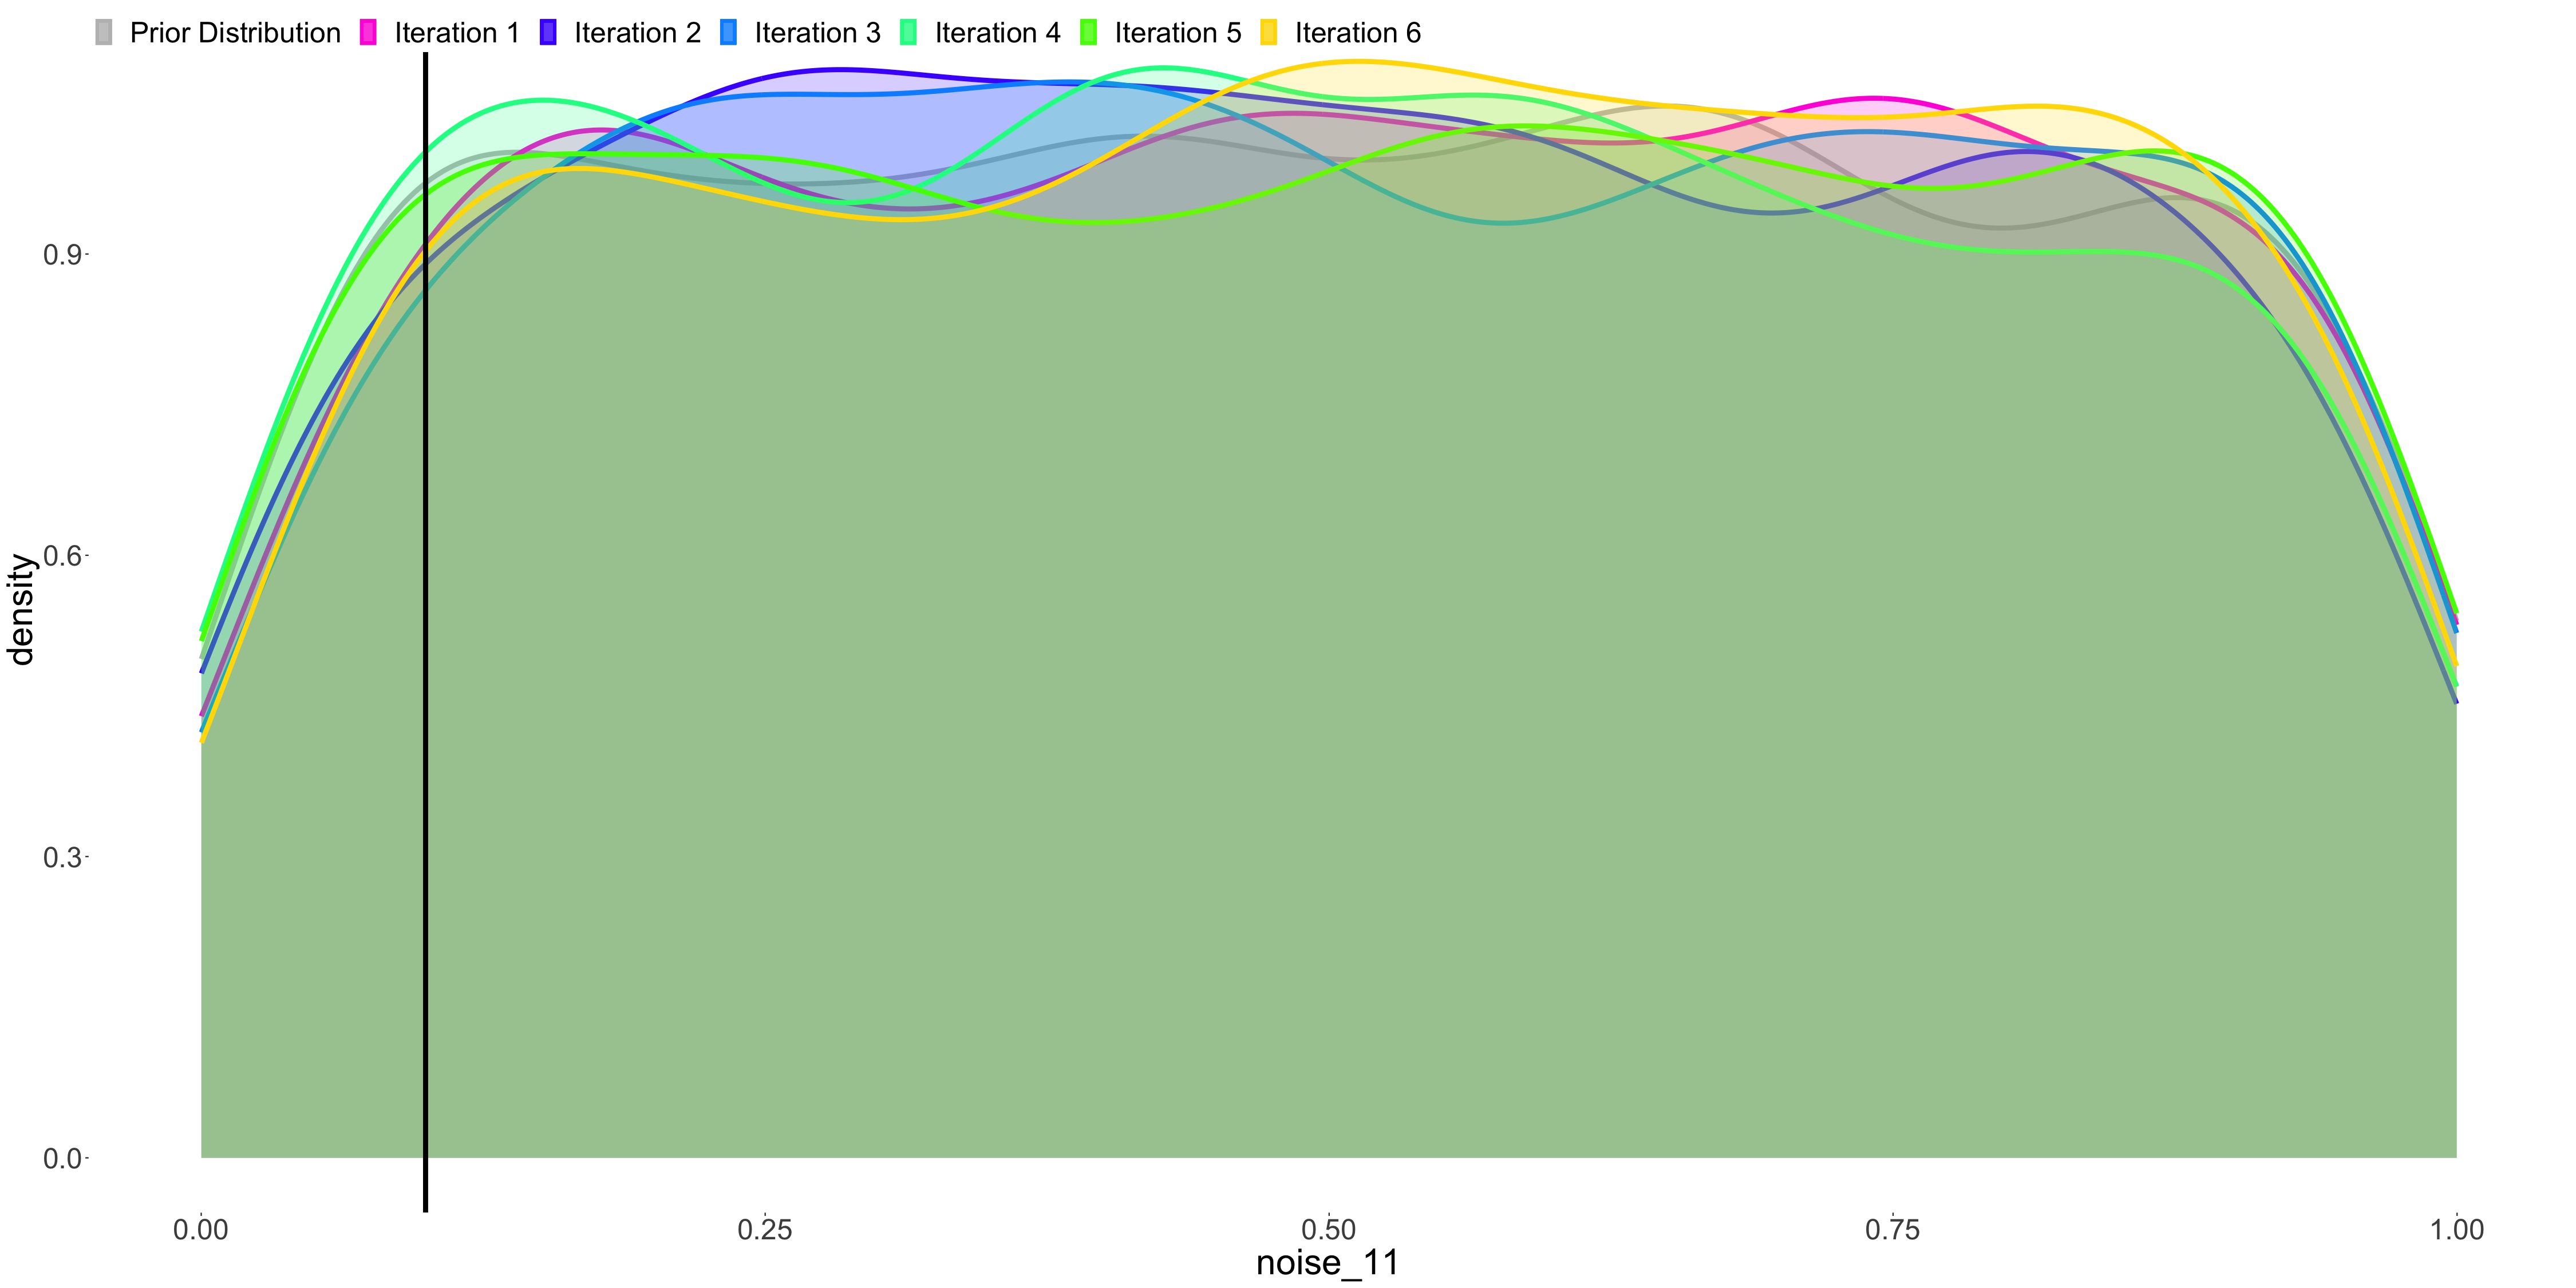 Prior Distribution Iteration 1 Iteration 2 Iteration 3 Iteration 4 Iteration 5 Iteration 6
density
0.9
0.6
0.3
0.0
0.00 0.25 0.50 0.75 1.00
noise_11